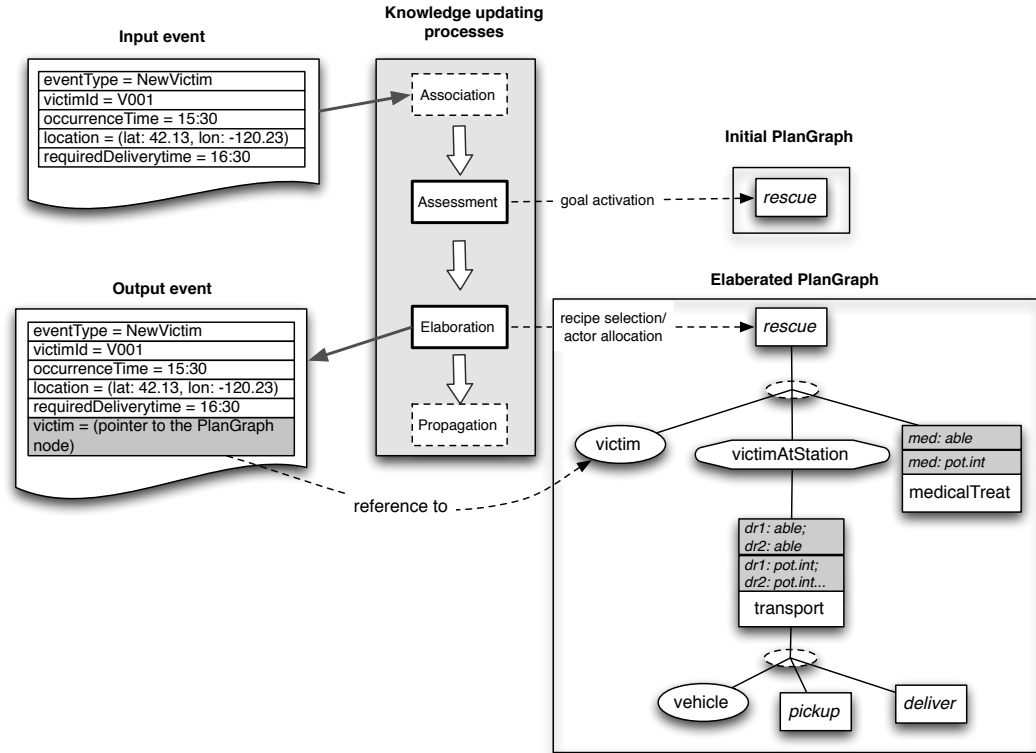 Knowledge updating
processes
Input event
eventType = NewVictim
victimId = V001
occurrenceTime = 15:30
location = (lat: 42.13, lon: -120.23)
requiredDeliverytime = 16:30
Association
Assessment
goal activation
Initial PlanGraph
rescue
Output event
eventType = NewVictim
victimId = V001
occurrenceTime = 15:30
location = (lat: 42.13, lon: -120.23)
requiredDeliverytime = 16:30
victim = (pointer to the PlanGraph
node)
Elaboration
Propagation
recipe selection/
actor allocation
reference to
Elaberated PlanGraph
rescue
victim
victimAtStation
med: able
med: pot.int
medicalTreat
dr1: able;
dr2: able
dr1: pot.int;
dr2: pot.int...
transport
vehicle
pickup
deliver